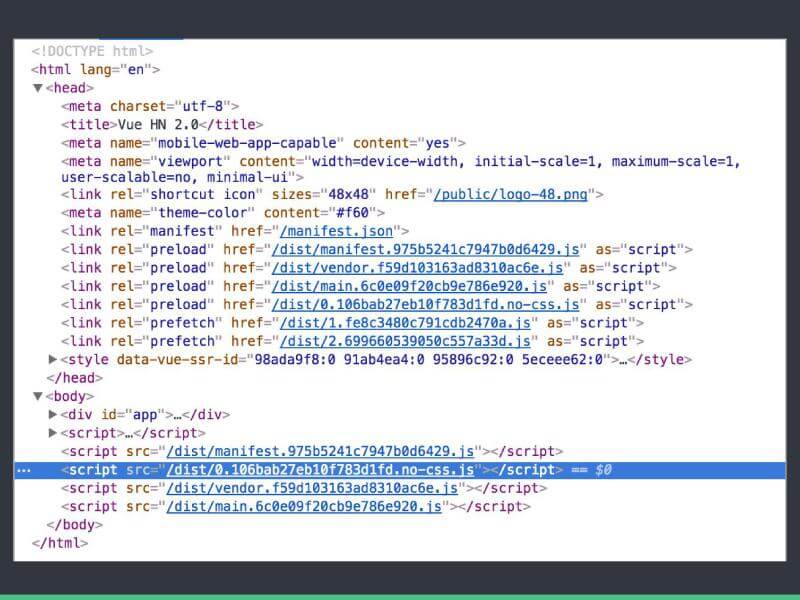 <!DOCTYPE html>
<html lang="en">
▼<head>
<meta charset="utf-8">
<title>Vue HN 2.0</title>
<meta name="mobile-web-app-capable" content="yes">
<meta name="viewport" content="width=device-width, initial-scale=1, maximum-scale=1,
user-scalable=no, minimal-ui">
<link rel="shortcut icon" sizes="48x48" href="/public/logo-48.png">
<meta name="theme-color" content="#f60">
<link rel="manifest" href="/manifest.json">
<link rel="preload" href="/dist/manifest.975b5241c7947b0d6429.js" as="script">
<link rel="preload" href="/dist/vendor.f59d103163ad8310ac6e.js" as="script">
<link rel="preload" href="/dist/main.6c0e09f20cb9e786e920.js" as="script">
<link rel="preload" href="/dist/0.106bab27eb10f783d1fd.no-css.js" as="script">
<link rel="prefetch" href="/dist/1.fe8c3480c791cdb2470a.js" as="script">
<link rel="prefetch" href="/dist/2.699660539050c557a33d.js" as="script">
▶<style data-vue-ssr-id="98ada9f8:0 91ab4ea4:0 95896c92:0 5eceee62:0">…</style>
</head>
▼<body>
▶<div id="app">…</div>
▶<script>…</script>
<script src="/dist/manifest.975b5241c7947b0d6429.js"></script>
… <script src="/dist/0.106bab27eb10f783d1fd.no-css.js"></script> == $0
<script src="/dist/vendor.f59d103163ad8310ac6e.js"></script>
<script src="/dist/main.6c0e09f20cb9e786e920.js"></script>
</body>
</html>